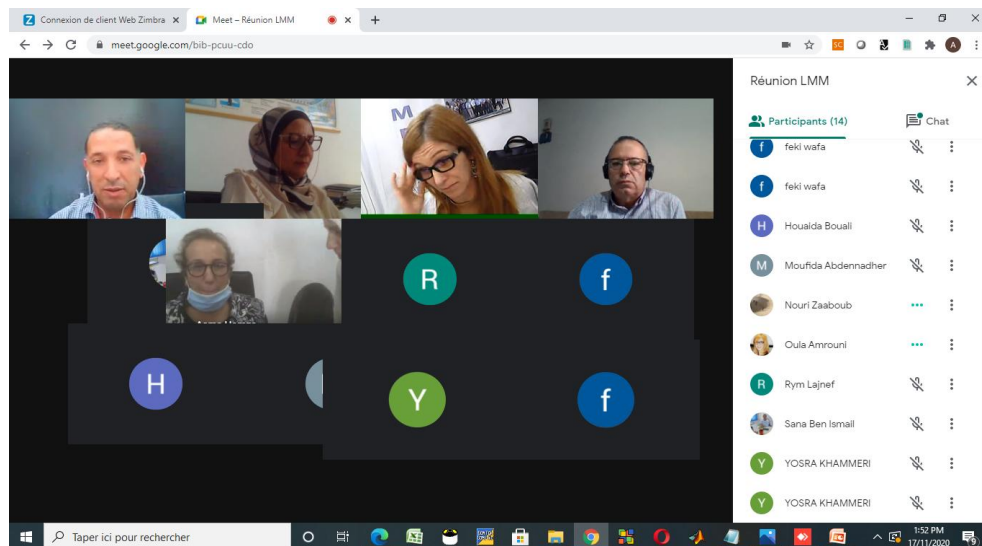 Connexion de client Web Zimbra
Meet – Réunion LMM
meet.google.com/bib-pcuu-cdo
SC
A
M
Réunion LMM
Participants (14)
Chat
f feki wafa
f feki wafa
H Houaida Bouali
M Moufida Abdennadher
Nouri Zaaboub
Oula Amrouni
R Rym Lajnef
Sana Ben Ismail
Y YOSRA KHAMMERI
Y YOSRA KHAMMERI
R
f
H
Y
f
Taper ici pour rechercher
1:52 PM
17/11/2020